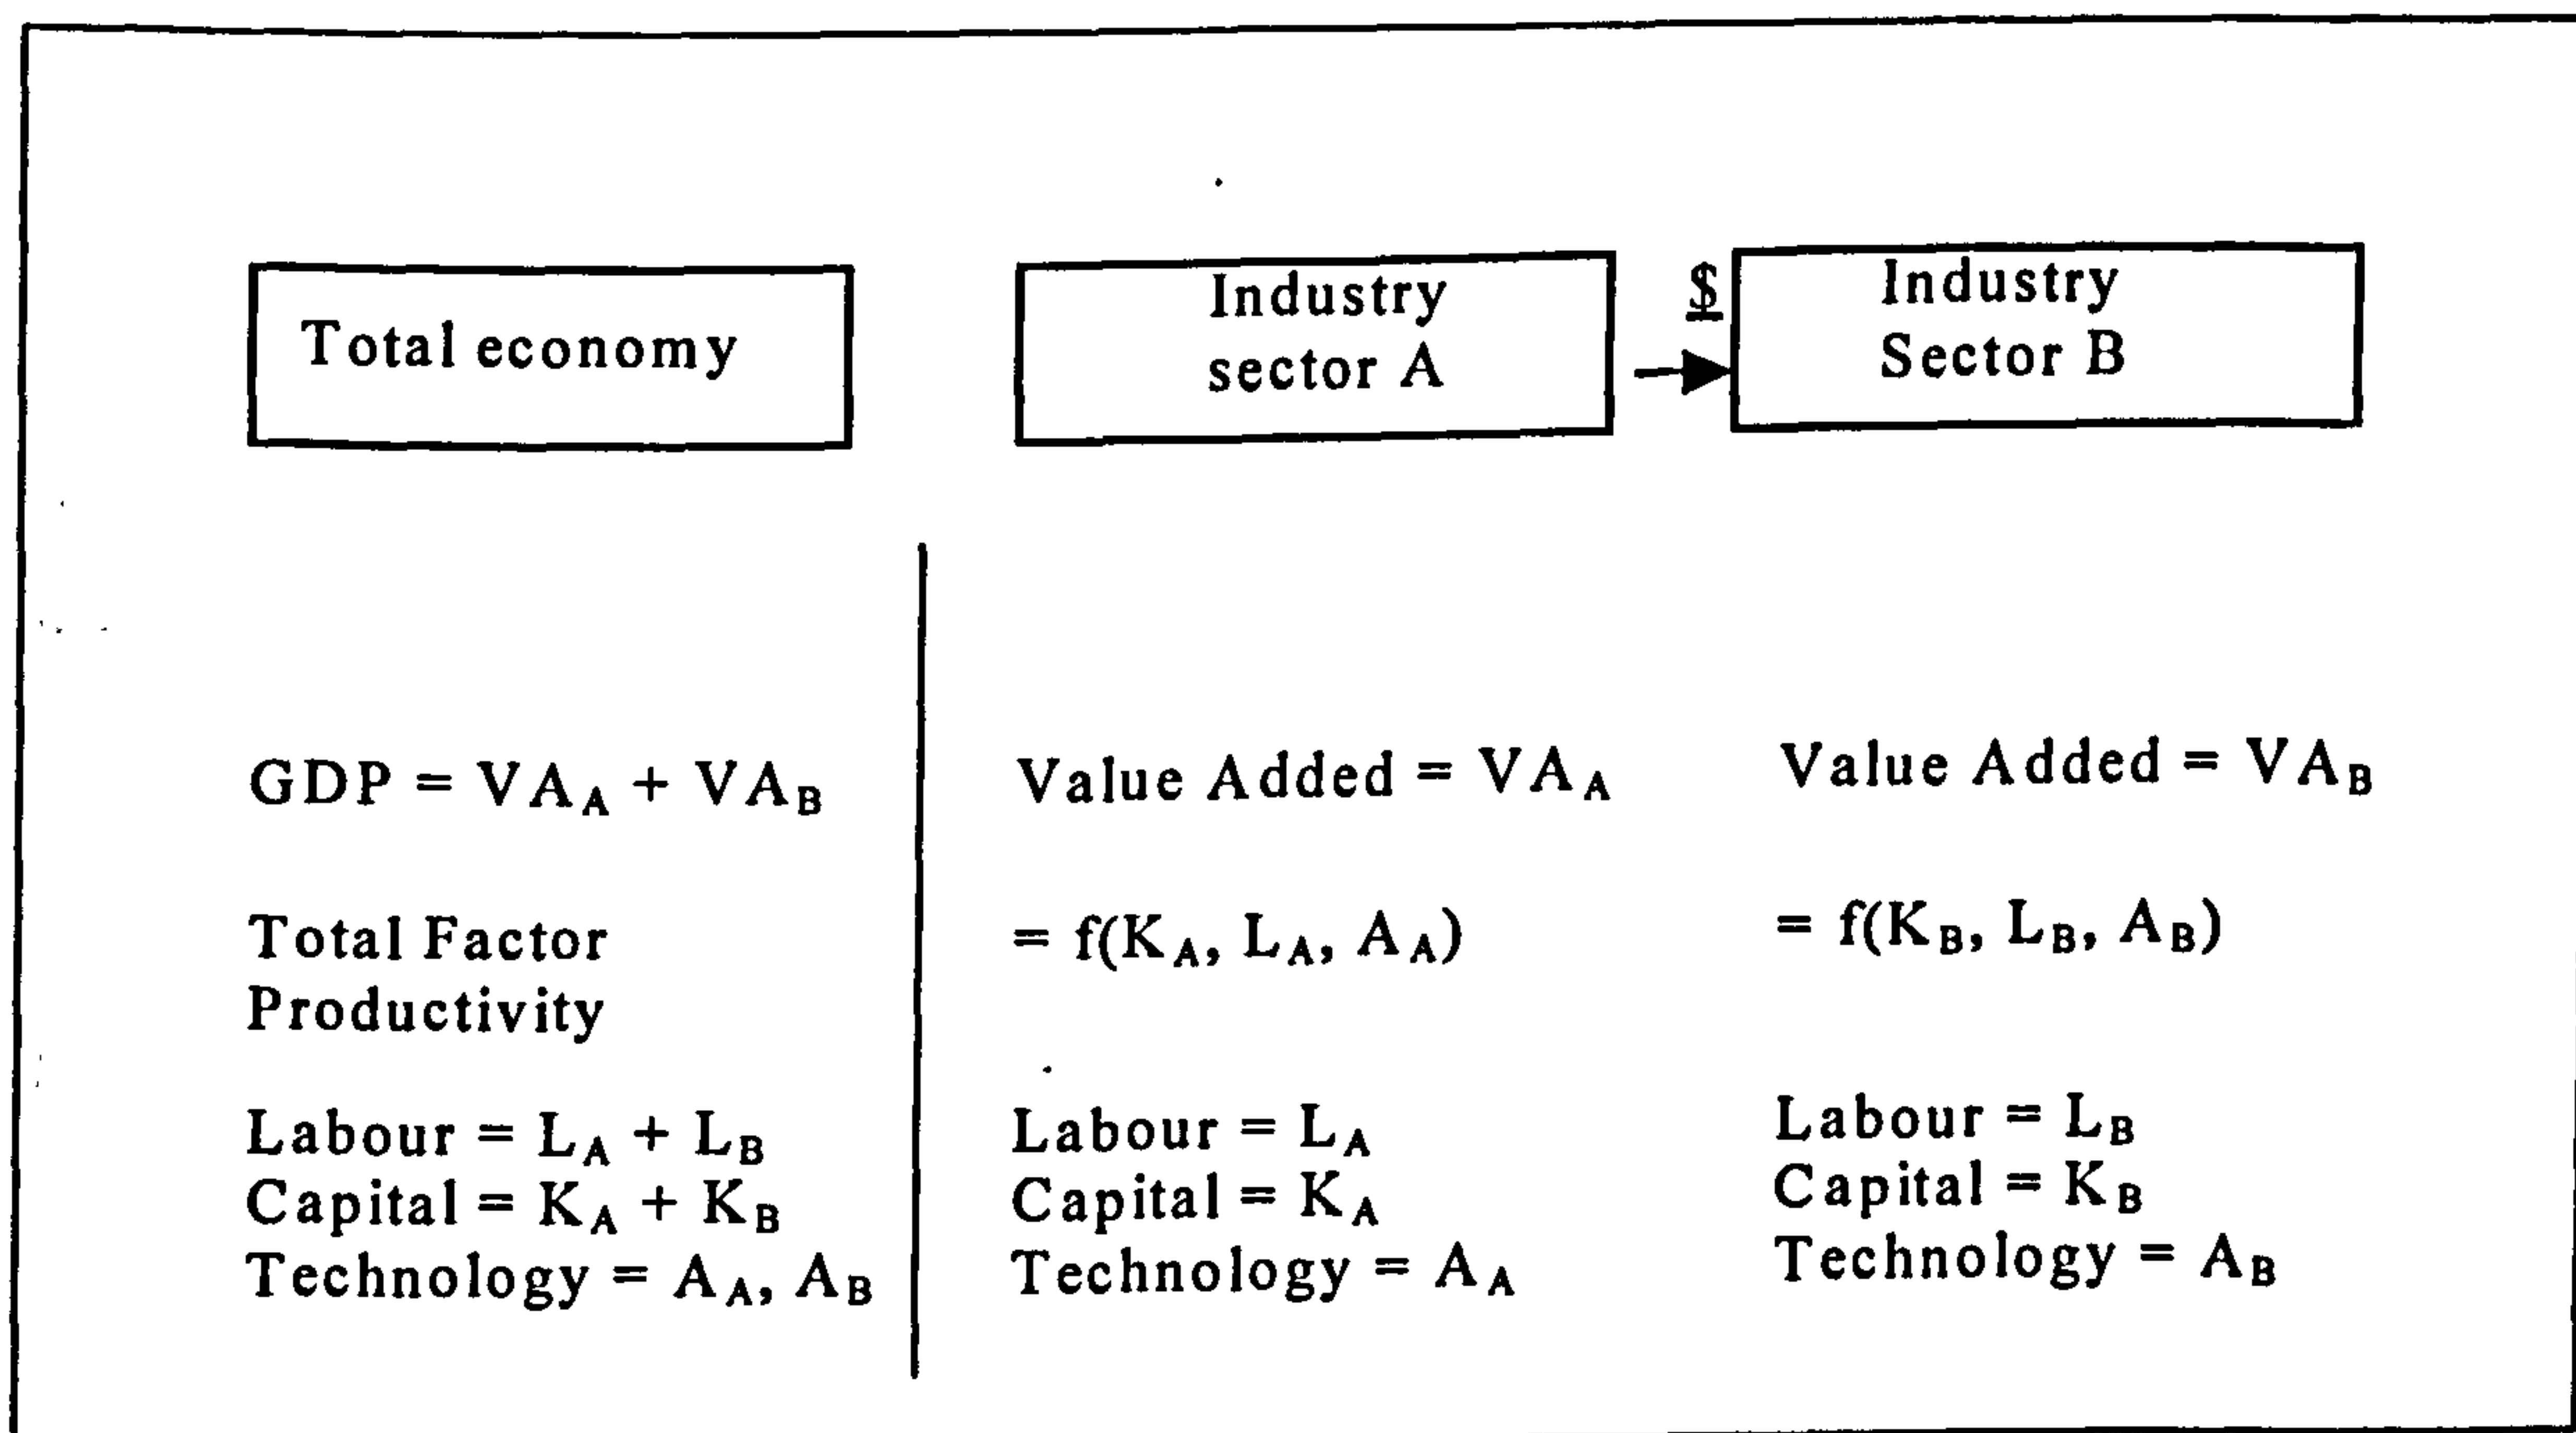 Total economy
Industry
sector A
$
Industry
Sector B
GDP = VA_A + VA_B
Total Factor
Productivity
Labour = L_A + L_B
Capital = K_A + K_B
Technology = A_A, A_B
Value Added = VA_A
= f(K_A, L_A, A_A)
Labour = L_A
Capital = K_A
Technology = A_A
Value Added = VA_B
= f(K_B, L_B, A_B)
Labour = L_B
Capital = K_B
Technology = A_B